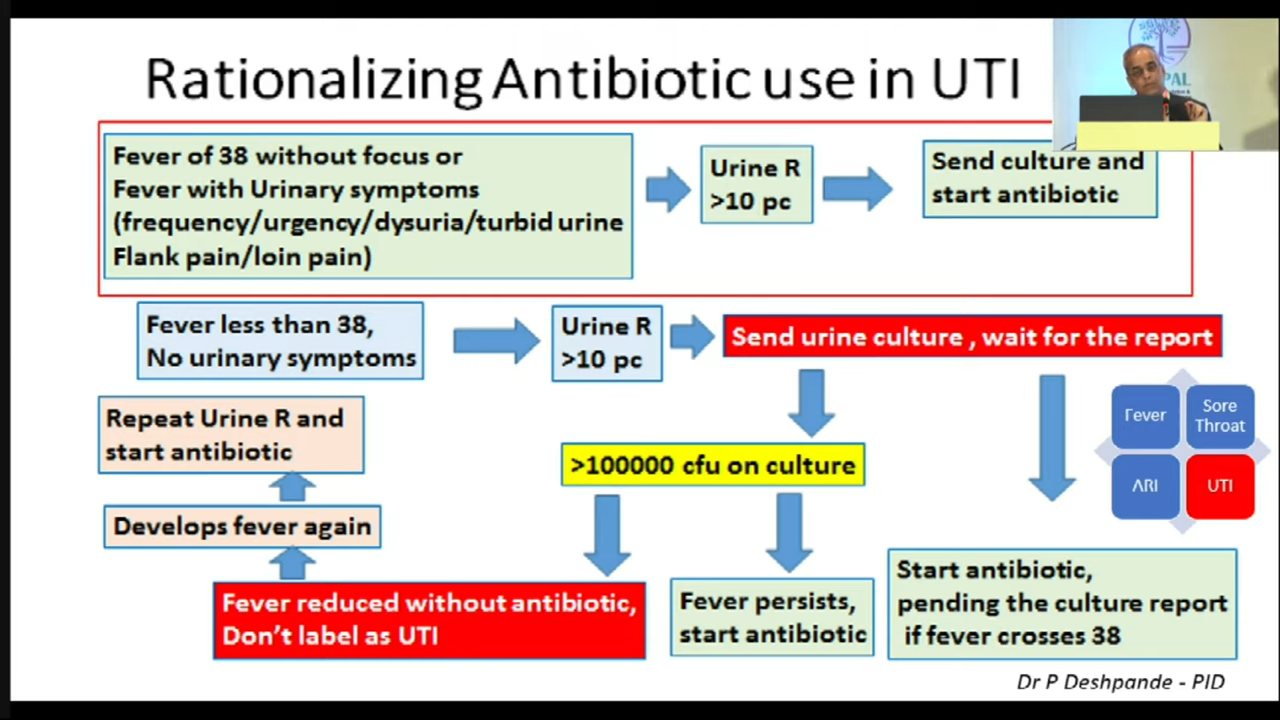 Rationalizing Antibiotic use in UTI
PAL
Fever of 38 without focus or
Fever with Urinary symptoms
(frequency/urgency/dysuria/turbid urine
Flank pain/loin pain)
Urine R
>10 pc
Send culture and
start antibiotic
Fever less than 38,
No urinary symptoms
Urine R
>10 pc
Send urine culture , wait for the report
Repeat Urine R and
start antibiotic
>100000 cfu on culture
Fever
Sore
Throat
ARI
UTI
Develops fever again
Fever reduced without antibiotic,
Don't label as UTI
Fever persists,
start antibiotic
Start antibiotic,
pending the culture report
if fever crosses 38
Dr P Deshpande - PID